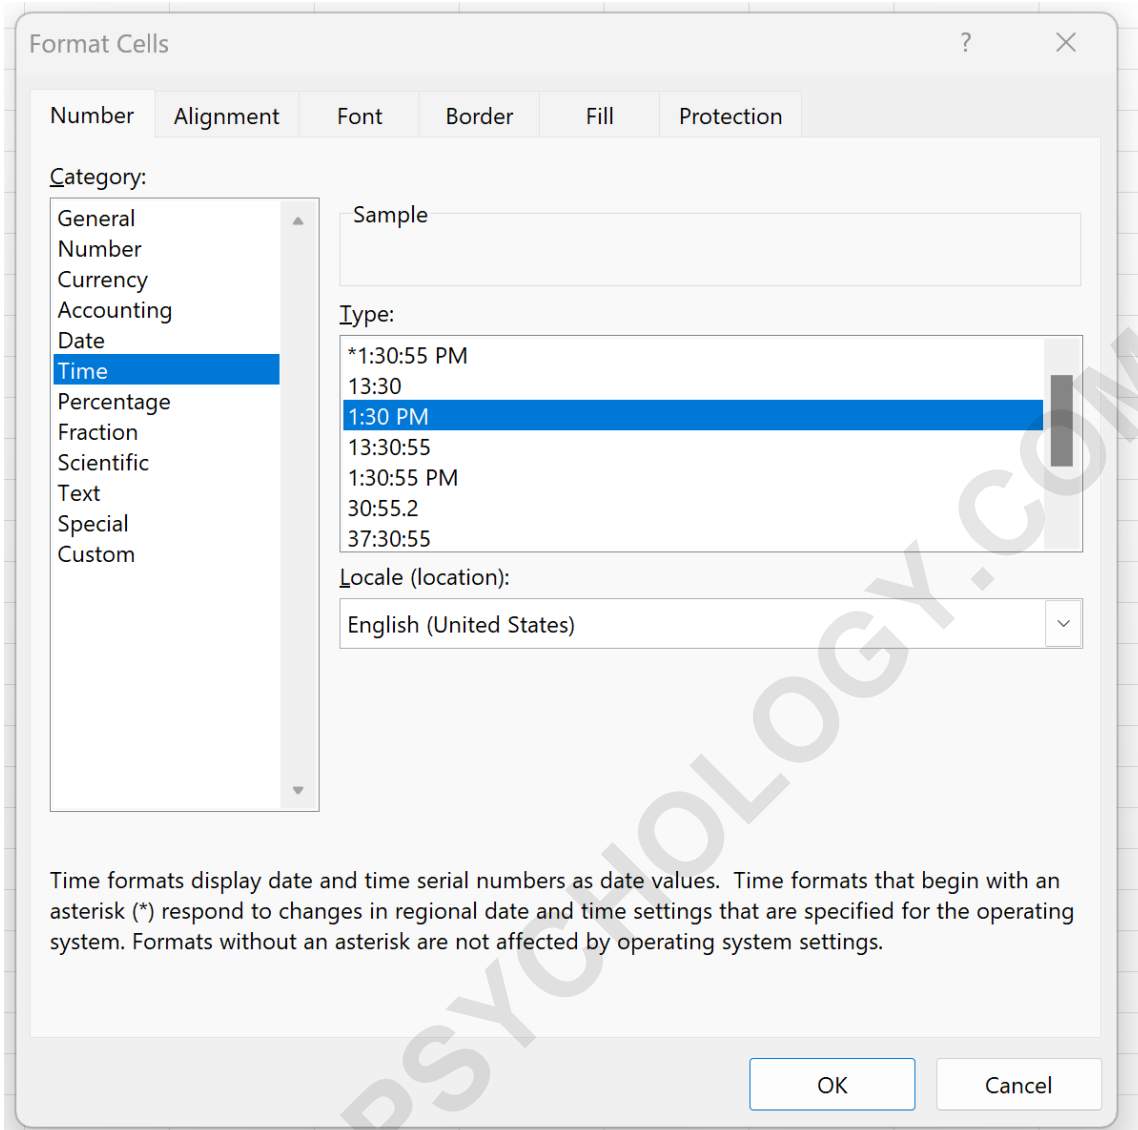 Format Cells
?
Number Alignment Font Border Fill Protection
Category:
General
Number
Currency
Accounting
Date
Time
Percentage
Fraction
Scientific
Text
Special
Custom
Sample
Type:
*1:30:55 PM
13:30
1:30 PM
13:30:55
1:30:55 PM
30:55.2
37:30:55
Locale (location):
English (United States)
Time formats display date and time serial numbers as date values.  Time formats that begin with an
asterisk (*) respond to changes in regional date and time settings that are specified for the operating
system. Formats without an asterisk are not affected by operating system settings.
OK Cancel
PSYCHOLOGY.COM